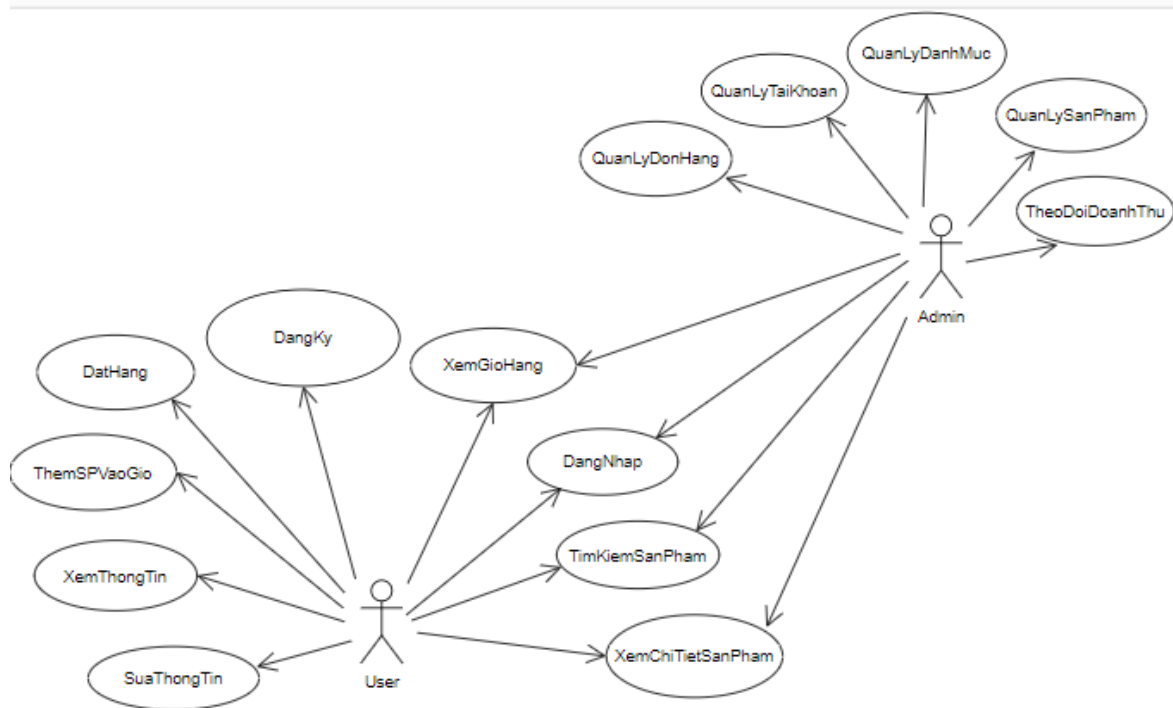 QuanLyDanhMuc
QuanLyTaiKhoan
QuanLySanPham
QuanLyDonHang
TheoDoiDoanhThu
Admin
DangKy
XemGioHang
DatHang
DangNhap
ThemSPVaoGio
TimKiemSanPham
XemThongTin
XemChiTietSanPham
SuaThongTin
User